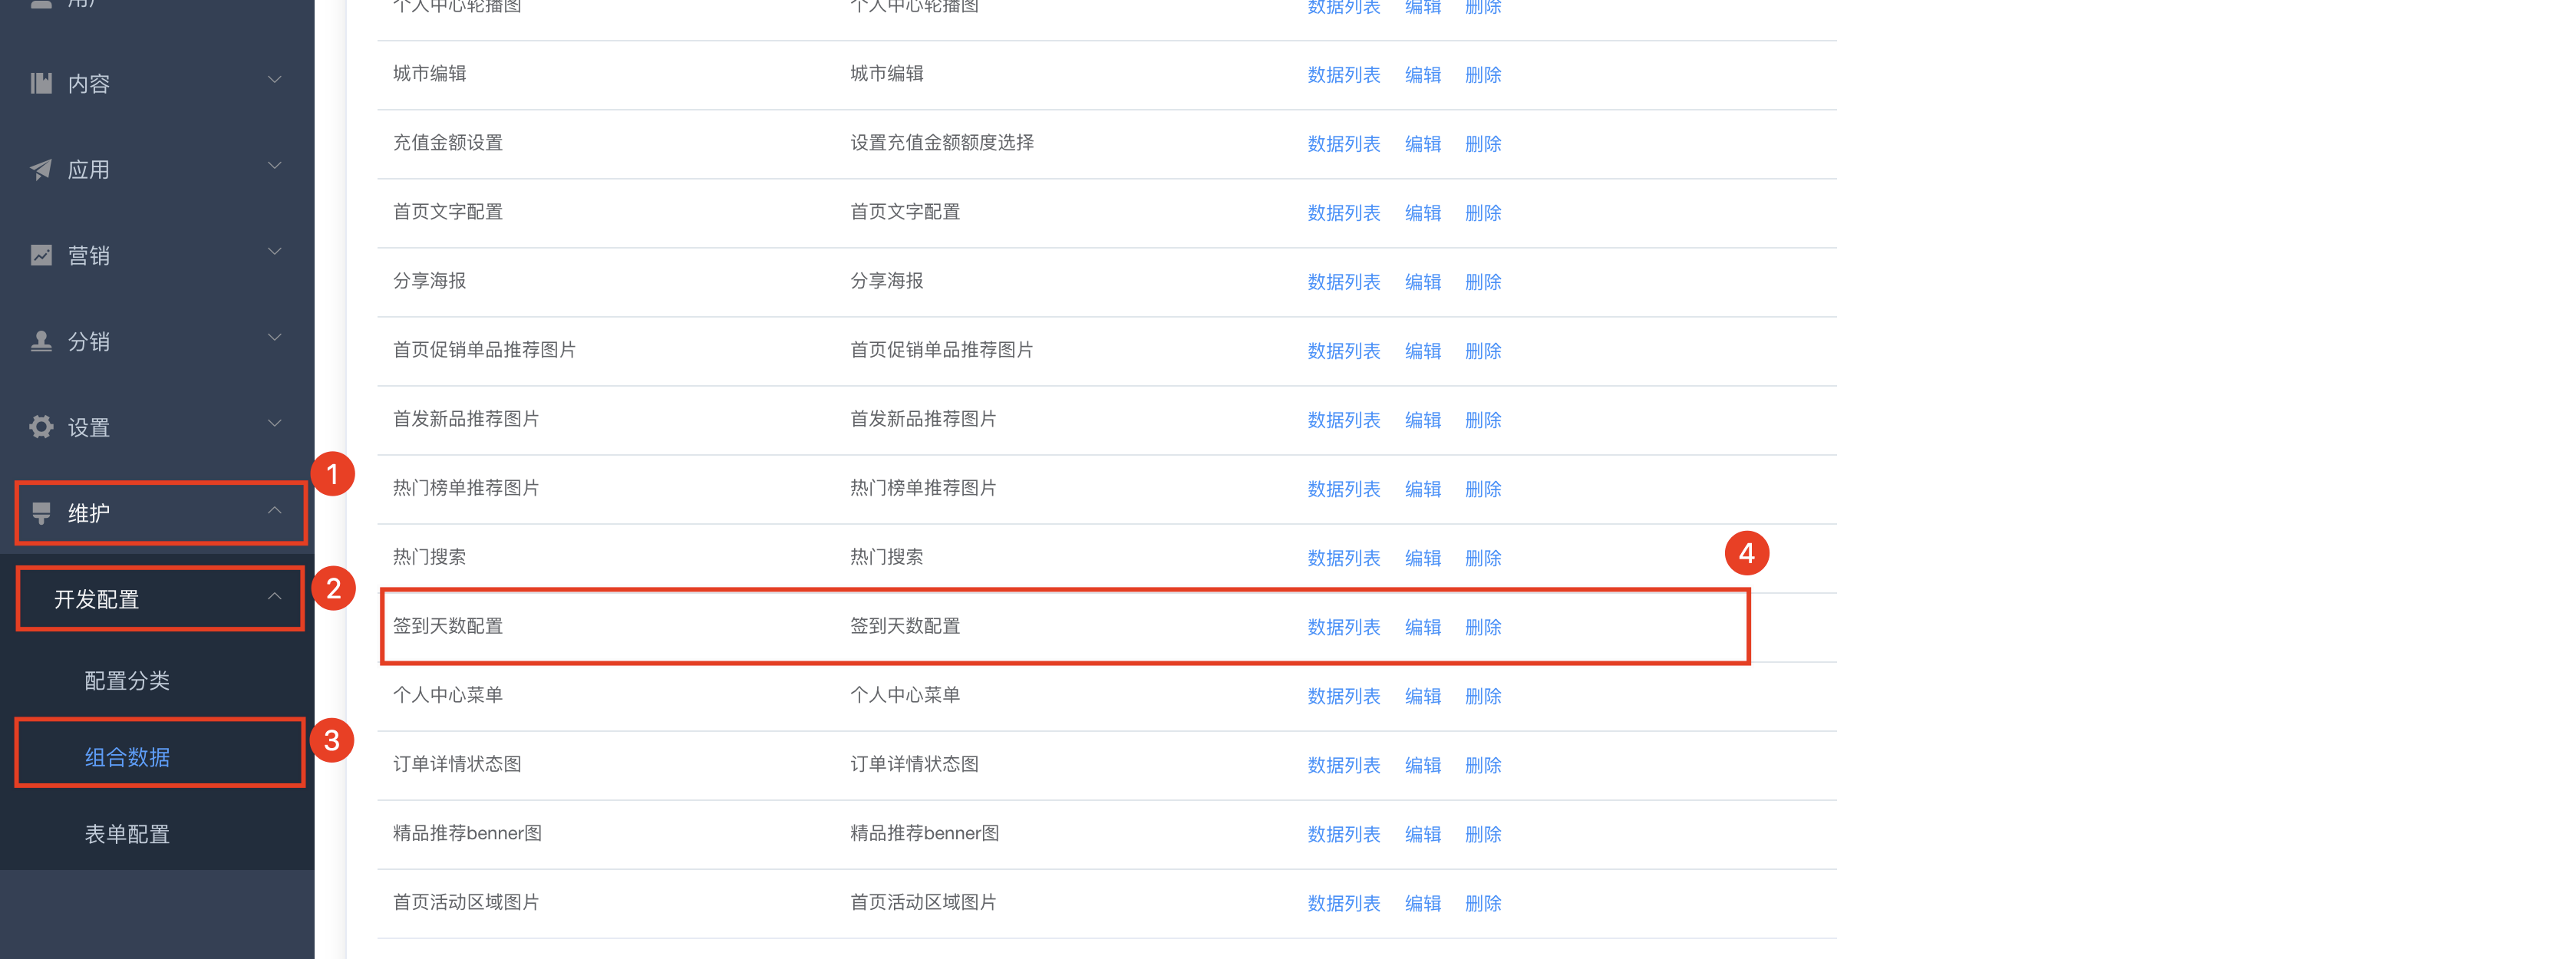 用户
内容
应用
营销
分销
设置
1
维护
2
开发配置
配置分类
3
组合数据
表单配置
个人中心轮播图 个人中心轮播图 数据列表 编辑 删除
城市编辑 城市编辑 数据列表 编辑 删除
充值金额设置 设置充值金额额度选择 数据列表 编辑 删除
首页文字配置 首页文字配置 数据列表 编辑 删除
分享海报 分享海报 数据列表 编辑 删除
首页促销单品推荐图片 首页促销单品推荐图片 数据列表 编辑 删除
首发新品推荐图片 首发新品推荐图片 数据列表 编辑 删除
热门榜单推荐图片 热门榜单推荐图片 数据列表 编辑 删除
热门搜索 热门搜索 数据列表 编辑 删除
4
签到天数配置 签到天数配置 数据列表 编辑 删除
个人中心菜单 个人中心菜单 数据列表 编辑 删除
订单详情状态图 订单详情状态图 数据列表 编辑 删除
精品推荐benner图 精品推荐benner图 数据列表 编辑 删除
首页活动区域图片 首页活动区域图片 数据列表 编辑 删除